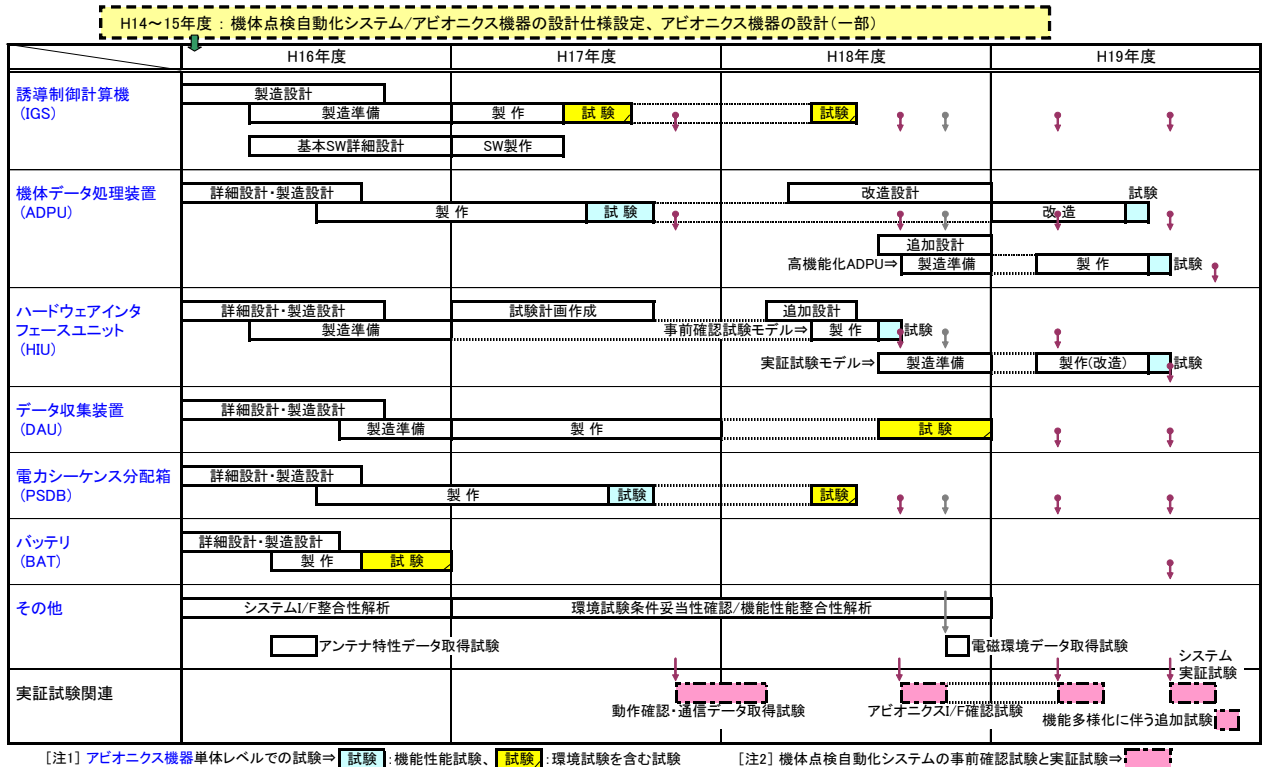 H14～15年度：機体点検自動化システム/アビオニクス機器の設計仕様設定、アビオニクス機器の設計(一部)
H16年度 H17年度 H18年度 H19年度
誘導制御計算機
(IGS)
製造設計
製造準備 製 作 試 験 試験
基本SW詳細設計 SW製作
機体データ処理装置
(ADPU)
詳細設計・製造設計 改造設計 試験
製 作 試 験 改 造
追加設計
高機能化ADPU⇒ 製造準備 製 作 試験
ハードウェアインタ
フェースユニット
(HIU)
詳細設計・製造設計 試験計画作成 追加設計
製造準備 事前確認試験モデル⇒ 製 作 試験
実証試験モデル⇒ 製造準備 製作(改造) 試験
データ収集装置
(DAU)
詳細設計・製造設計
製造準備 製 作 試 験
電力シーケンス分配箱
(PSDB)
詳細設計・製造設計
製 作 試験 試験
バッテリ
(BAT)
詳細設計・製造設計
製 作 試 験
その他
システムI/F整合性解析 環境試験条件妥当性確認/機能性能整合性解析
アンテナ特性データ取得試験 電磁環境データ取得試験
実証試験関連
システム
実証試験
動作確認・通信データ取得試験 アビオニクスI/F確認試験
機能多様化に伴う追加試験
[注1] アビオニクス機器単体レベルでの試験⇒ 試験 :機能性能試験、 試験 :環境試験を含む試験 [注2] 機体点検自動化システムの事前確認試験と実証試験⇒